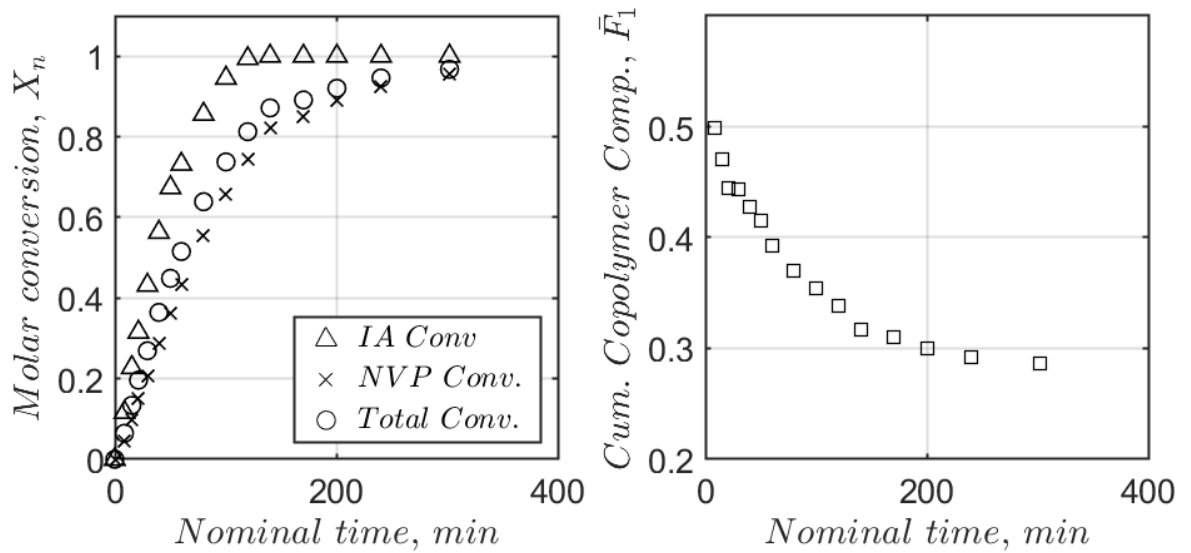 Molar conversion, Xₙ
1
0.8
0.6
0.4
0.2
0
0
200
400
Nominal time, min
IA Conv
NVP Conv.
Total Conv.
Cum. Copolymer Comp., F̄₁
0.5
0.4
0.3
0.2
0
200
400
Nominal time, min